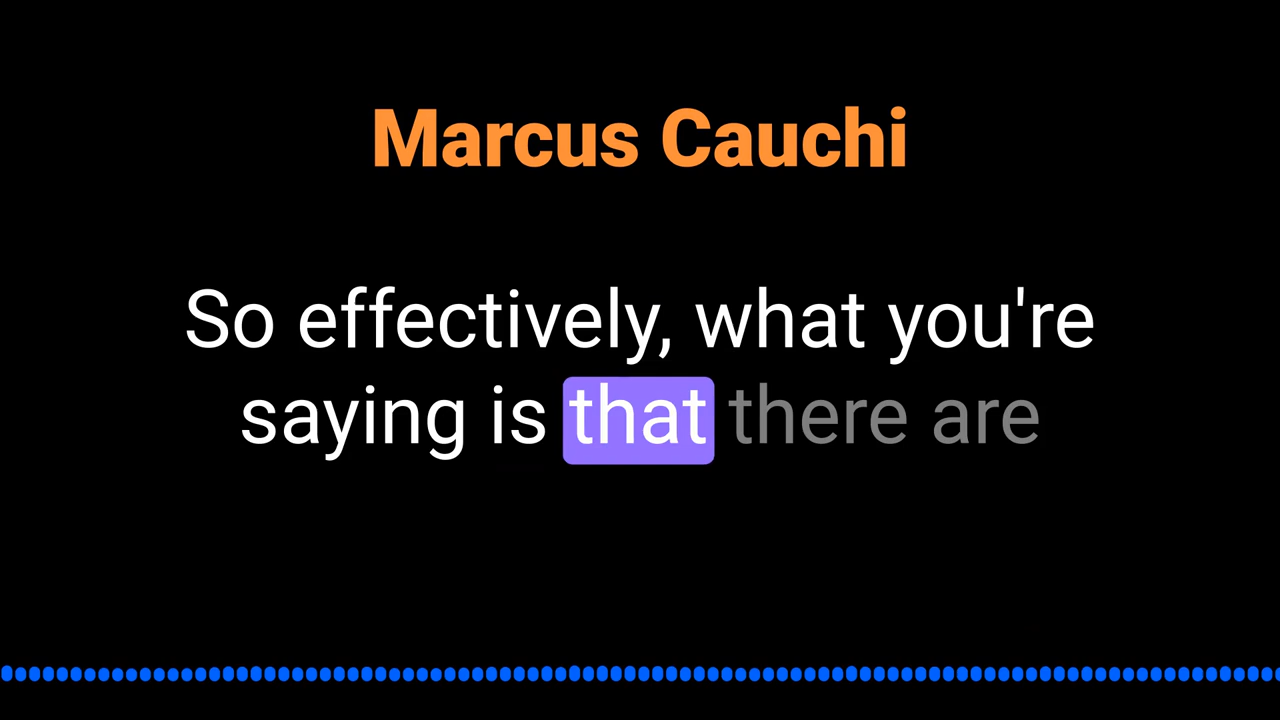 Marcus Cauchi
So effectively, what you're
saying is that there are